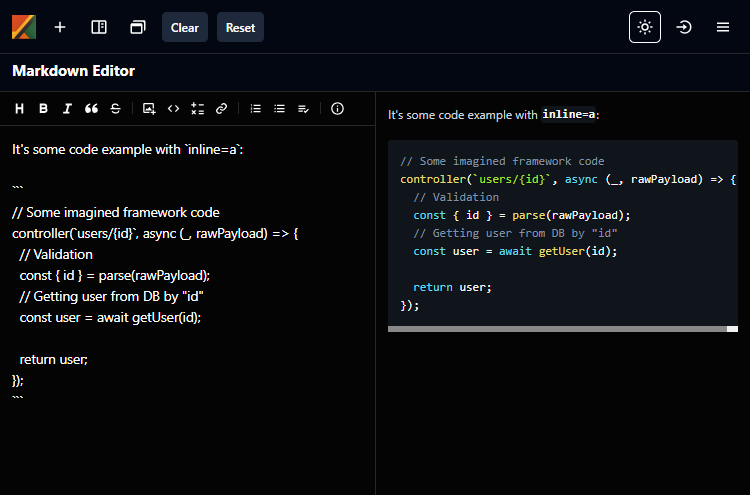 Clear Reset
Markdown Editor
H B I S
It's some code example with `inline=a`:
```
// Some imagined framework code
controller(`users/{id}`, async (_, rawPayload) => {
  // Validation
  const { id } = parse(rawPayload);
  // Getting user from DB by "id"
  const user = await getUser(id);
  return user;
});
```
It's some code example with inline=a:
// Some imagined framework code
controller(`users/{id}`, async (_, rawPayload) => {
  // Validation
  const { id } = parse(rawPayload);
  // Getting user from DB by "id"
  const user = await getUser(id);
  return user;
});